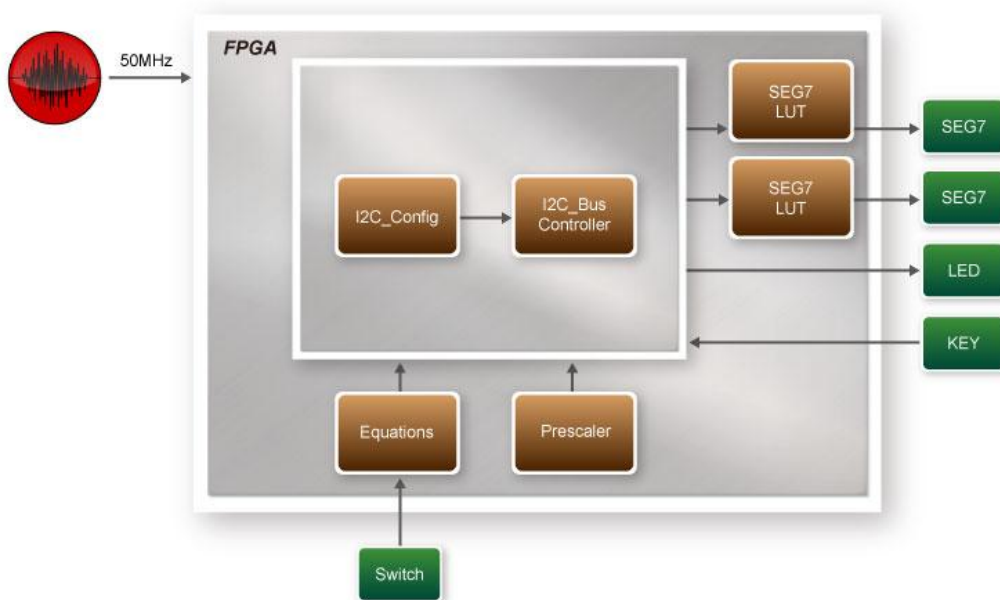 FPGA
50MHz
SEG7
LUT
SEG7
SEG7
LUT
SEG7
I2C_Config
I2C_Bus
Controller
LED
KEY
Equations
Prescaler
Switch